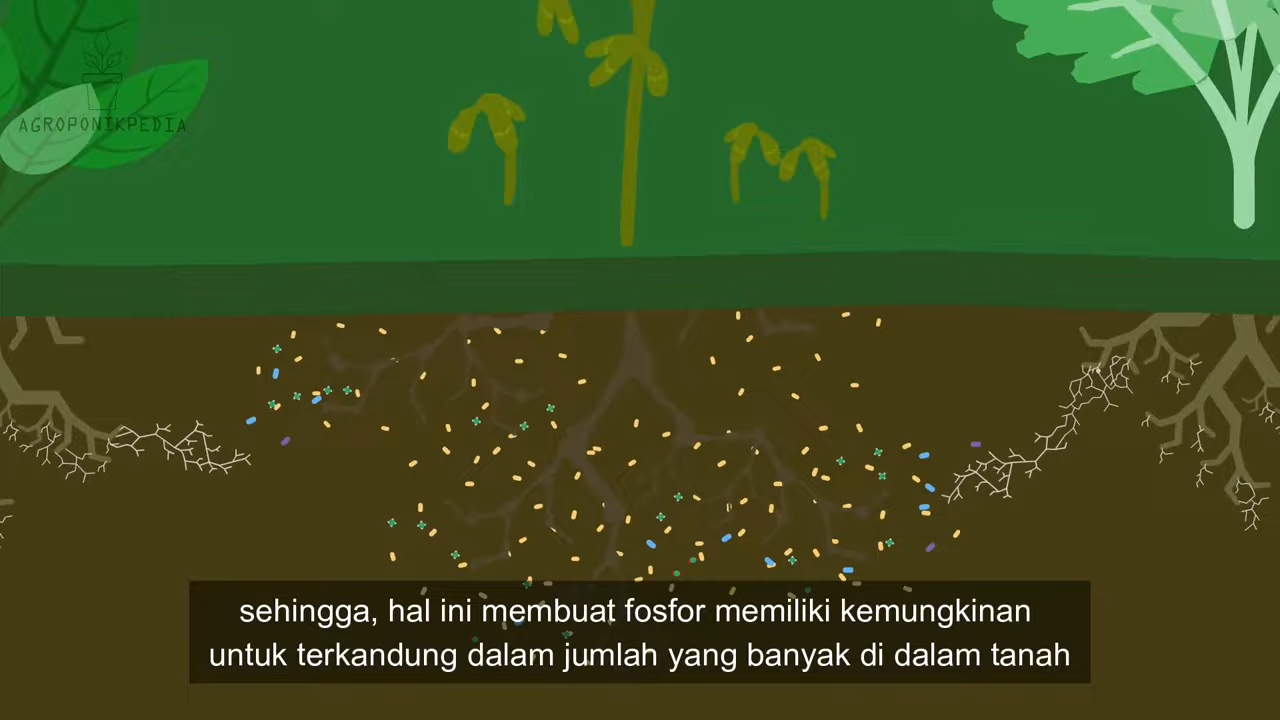 AGROPONIKPEDIA
sehingga, hal ini membuat fosfor memiliki kemungkinan
untuk terkandung dalam jumlah yang banyak di dalam tanah